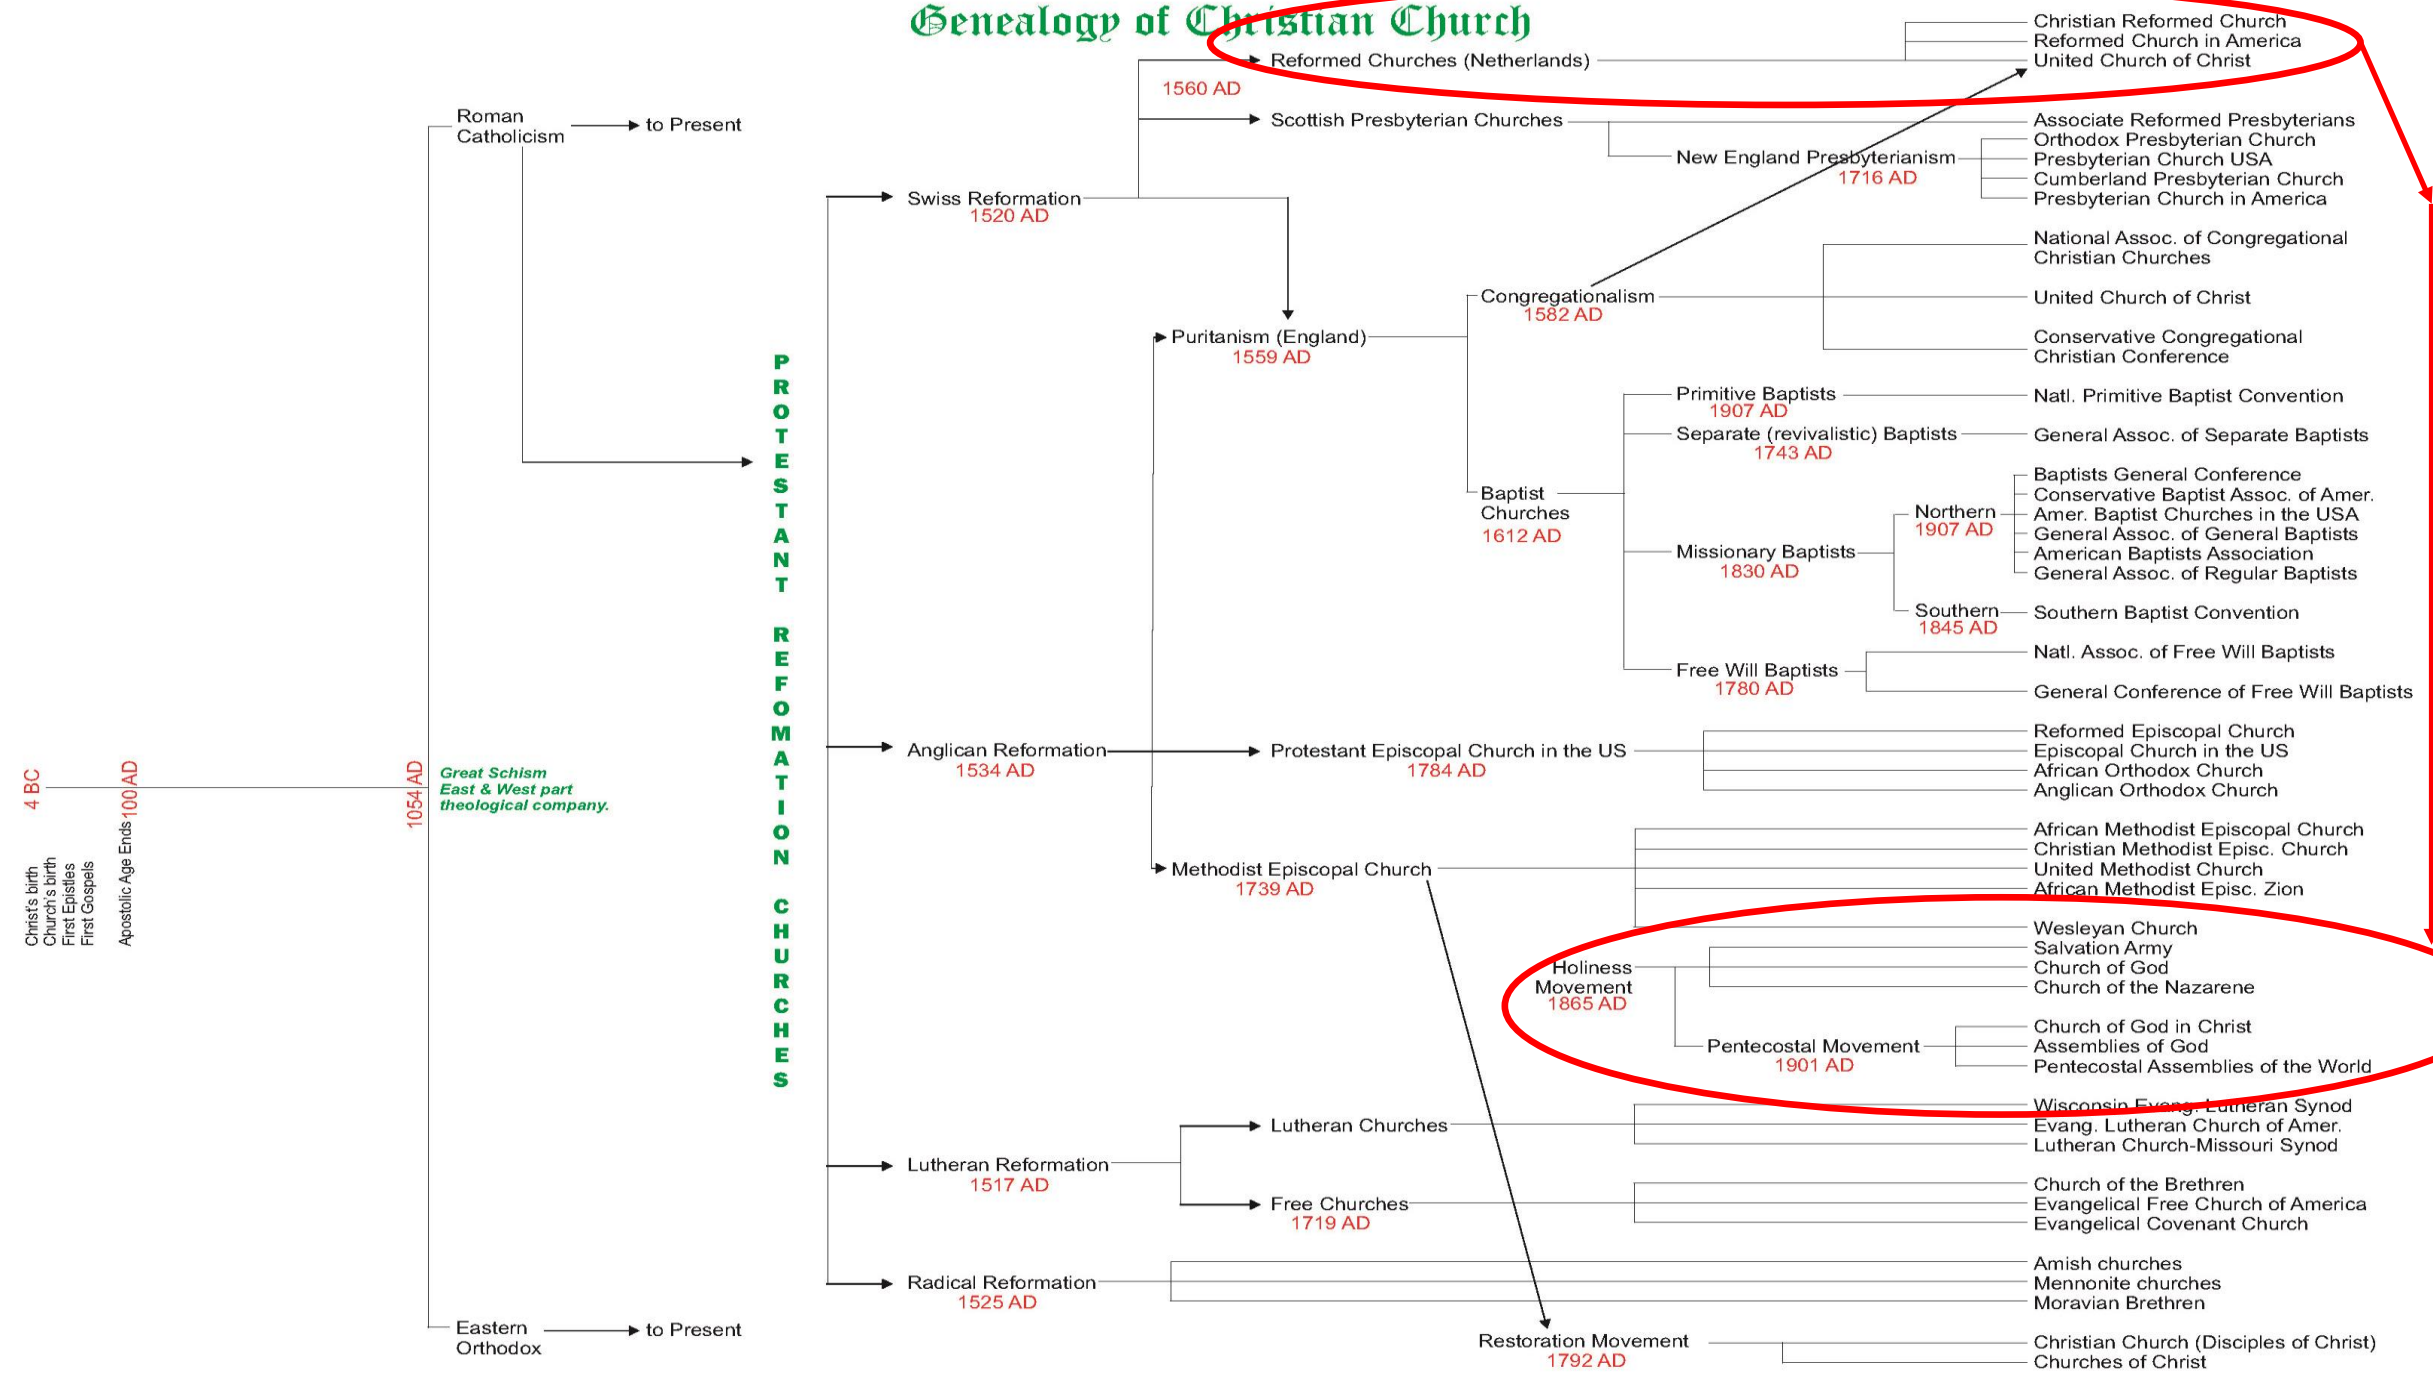 Genealogy of Christian Church
4 BC
Christ's birth
Church's birth
First Epistles
First Gospels
100 AD
Apostolic Age Ends
1054 AD
Great Schism
East & West part
theological company.
Roman
Catholicism
to Present
Eastern
Orthodox
to Present
PROTESTANT REFOMATION CHURCHES
Swiss Reformation
1520 AD
Anglican Reformation
1534 AD
Lutheran Reformation
1517 AD
Radical Reformation
1525 AD
Reformed Churches (Netherlands)
1560 AD
Scottish Presbyterian Churches
New England Presbyterianism
1716 AD
Puritanism (England)
1559 AD
Congregationalism
1582 AD
Baptist
Churches
1612 AD
Primitive Baptists
1907 AD
Separate (revivalistic) Baptists
1743 AD
Missionary Baptists
1830 AD
Northern
1907 AD
Southern
1845 AD
Free Will Baptists
1780 AD
Protestant Episcopal Church in the US
1784 AD
Methodist Episcopal Church
1739 AD
Holiness
Movement
1865 AD
Pentecostal Movement
1901 AD
Lutheran Churches
Free Churches
1719 AD
Restoration Movement
1792 AD
Christian Reformed Church
Reformed Church in America
United Church of Christ
Associate Reformed Presbyterians
Orthodox Presbyterian Church
Presbyterian Church USA
Cumberland Presbyterian Church
Presbyterian Church in America
National Assoc. of Congregational
Christian Churches
United Church of Christ
Conservative Congregational
Christian Conference
Natl. Primitive Baptist Convention
General Assoc. of Separate Baptists
Baptists General Conference
Conservative Baptist Assoc. of Amer.
Amer. Baptist Churches in the USA
General Assoc. of General Baptists
American Baptists Association
General Assoc. of Regular Baptists
Southern Baptist Convention
Natl. Assoc. of Free Will Baptists
General Conference of Free Will Baptists
Reformed Episcopal Church
Episcopal Church in the US
African Orthodox Church
Anglican Orthodox Church
African Methodist Episcopal Church
Christian Methodist Episc. Church
United Methodist Church
African Methodist Episc. Zion
Wesleyan Church
Salvation Army
Church of God
Church of the Nazarene
Church of God in Christ
Assemblies of God
Pentecostal Assemblies of the World
Wisconsin Evang. Lutheran Synod
Evang. Lutheran Church of Amer.
Lutheran Church-Missouri Synod
Church of the Brethren
Evangelical Free Church of America
Evangelical Covenant Church
Amish churches
Mennonite churches
Moravian Brethren
Christian Church (Disciples of Christ)
Churches of Christ